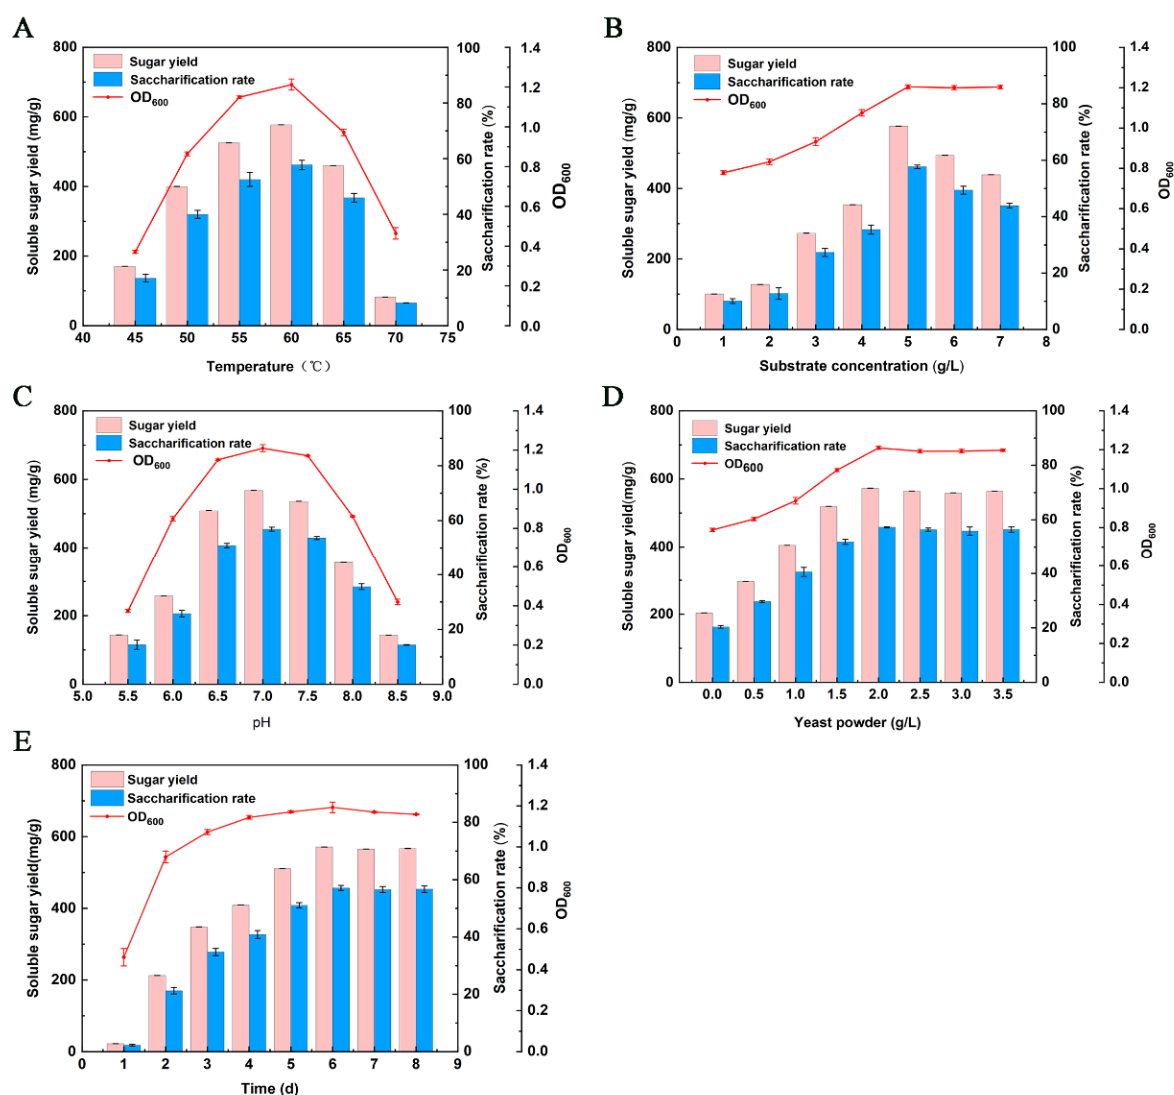 A
Soluble sugar yield (mg/g)
800
600
400
200
0
Sugar yield
Saccharification rate
OD600
40 45 50 55 60 65 70 75
Temperature（℃）
100
80
60
40
20
0
Saccharification rate (%)
1.4
1.2
1.0
0.8
0.6
0.4
0.2
0.0
OD600
B
Soluble sugar yield (mg/g)
800
600
400
200
0
Sugar yield
Saccharification rate
OD600
0 1 2 3 4 5 6 7 8
Substrate concentration (g/L)
100
80
60
40
20
0
Saccharification rate (%)
1.4
1.2
1.0
0.8
0.6
0.4
0.2
0.0
OD600
C
Soluble sugar yield (mg/g)
800
600
400
200
0
Sugar yield
Saccharification rate
OD600
5.0 5.5 6.0 6.5 7.0 7.5 8.0 8.5 9.0
pH
100
80
60
40
20
0
Saccharification rate (%)
1.4
1.2
1.0
0.8
0.6
0.4
0.2
0.0
OD600
D
Soluble sugar yield(mg/g)
800
600
400
200
0
Sugar yield
Saccharification rate
OD600
0.0 0.5 1.0 1.5 2.0 2.5 3.0 3.5
Yeast powder (g/L)
100
80
60
40
20
0
Saccharification rate (%)
1.4
1.2
1.0
0.8
0.6
0.4
0.2
0.0
OD600
E
Soluble sugar yield(mg/g)
800
600
400
200
0
Sugar yield
Saccharification rate
OD600
0 1 2 3 4 5 6 7 8 9
Time (d)
100
80
60
40
20
0
Saccharification rate (%)
1.4
1.2
1.0
0.8
0.6
0.4
0.2
0.0
OD600